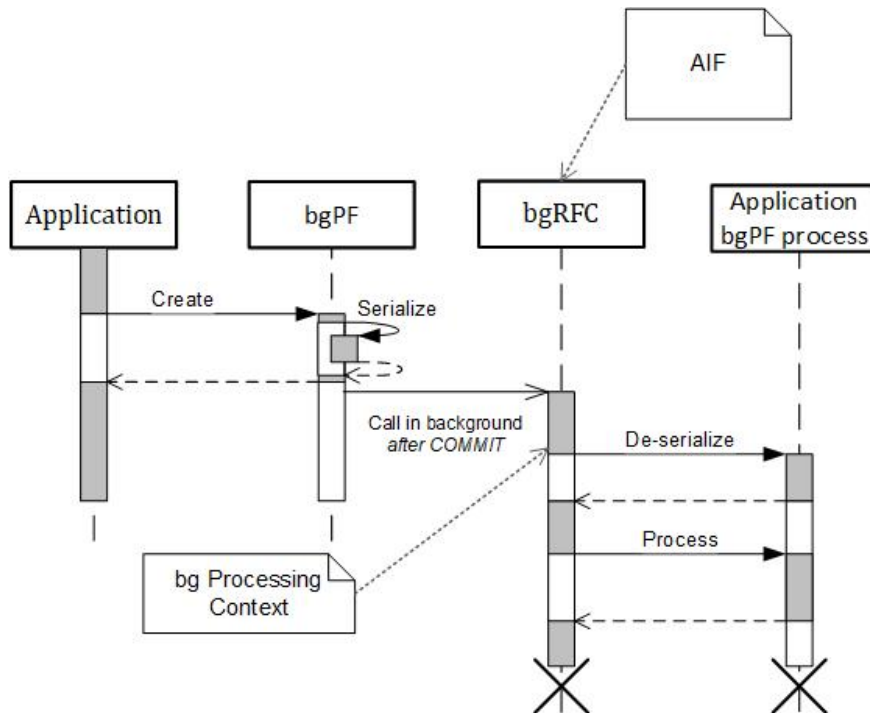 AIF
Application
bgPF
bgRFC
Application
bgPF process
Create
Serialize
Call in background
after COMMIT
De-serialize
Process
bg Processing
Context